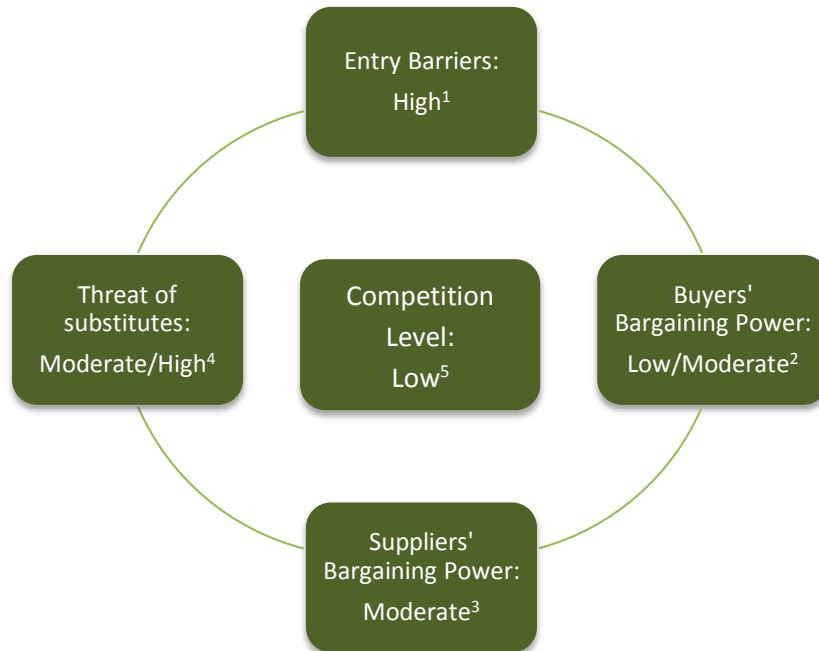 Entry Barriers:
High¹
Threat of
substitutes:
Moderate/High⁴
Competition
Level:
Low⁵
Buyers'
Bargaining Power:
Low/Moderate²
Suppliers'
Bargaining Power:
Moderate³